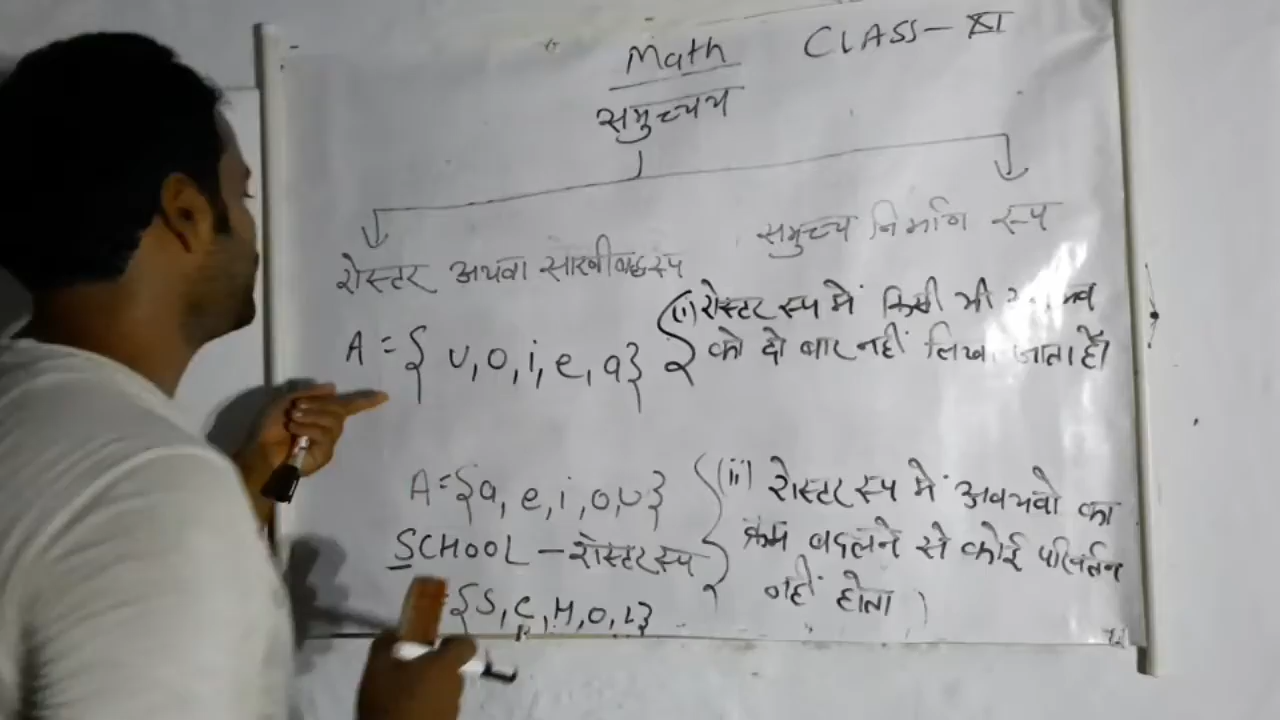 Math CLASS-XI
समुच्चय
समुच्चय निर्माण रूप
रोस्टर अथवा सारणीबद्ध रूप
(i) रोस्टर रूप में किसी भी
को दो बार नहीं लिखा जाता है।
A = { u, o, i, e, a}
A={a, e, i, o, u}
(ii) रोस्टर रूप में अवयवो का
क्रम बदलने से कोई परिवर्तन
नहीं होता
SCHOOL - रोस्टर रूप
={S, C, H, O, L}